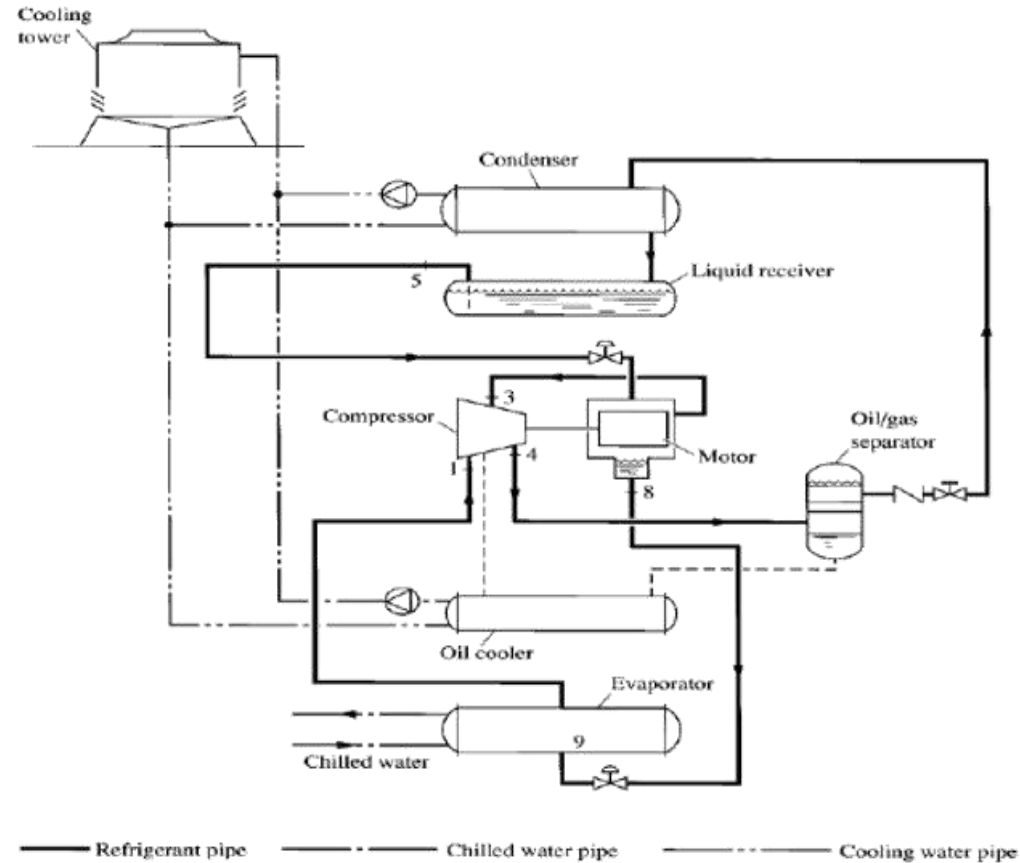 Cooling
tower
Condenser
Liquid receiver
5
3
Compressor
Motor
Oil/gas
separator
4
1
8
Oil cooler
Evaporator
9
Chilled water
Refrigerant pipe
Chilled water pipe
Cooling water pipe